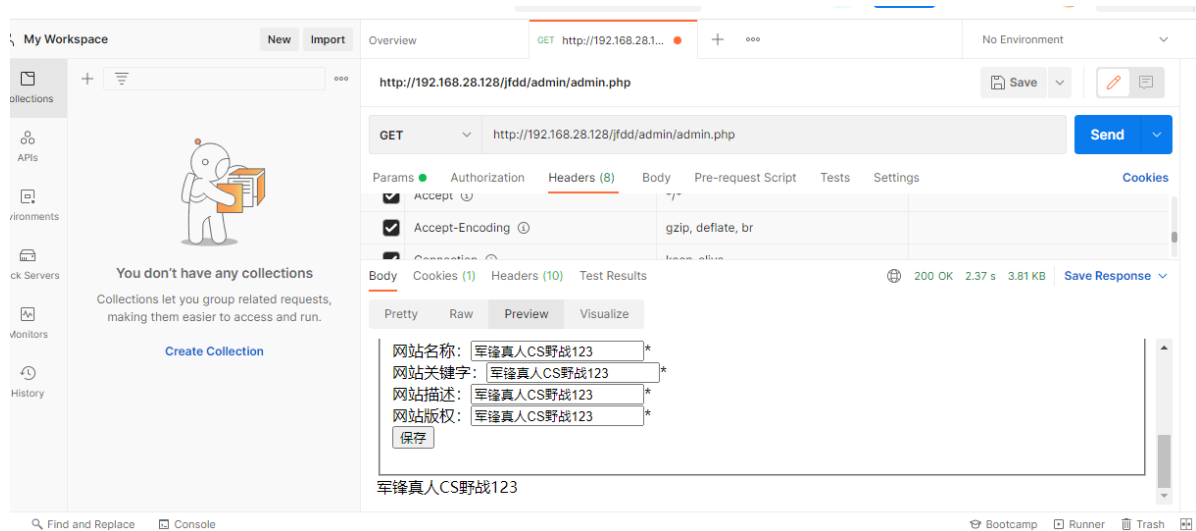 My Workspace New Import Overview GET http://192.168.28.1... No Environment
http://192.168.28.128/jfdd/admin/admin.php Save
GET http://192.168.28.128/jfdd/admin/admin.php Send
Params Authorization Headers (8) Body Pre-request Script Tests Settings Cookies
Accept */*
Accept-Encoding gzip, deflate, br
Body Cookies (1) Headers (10) Test Results 200 OK 2.37 s 3.81 KB Save Response
Pretty Raw Preview Visualize
网站名称：军锋真人CS野战123*
网站关键字：军锋真人CS野战123*
网站描述：军锋真人CS野战123*
网站版权：军锋真人CS野战123*
保存
军锋真人CS野战123
ollections
APIs
vironments
ck Servers
Monitors
History
You don't have any collections
Collections let you group related requests,
making them easier to access and run.
Create Collection
Find and Replace Console Bootcamp Runner Trash